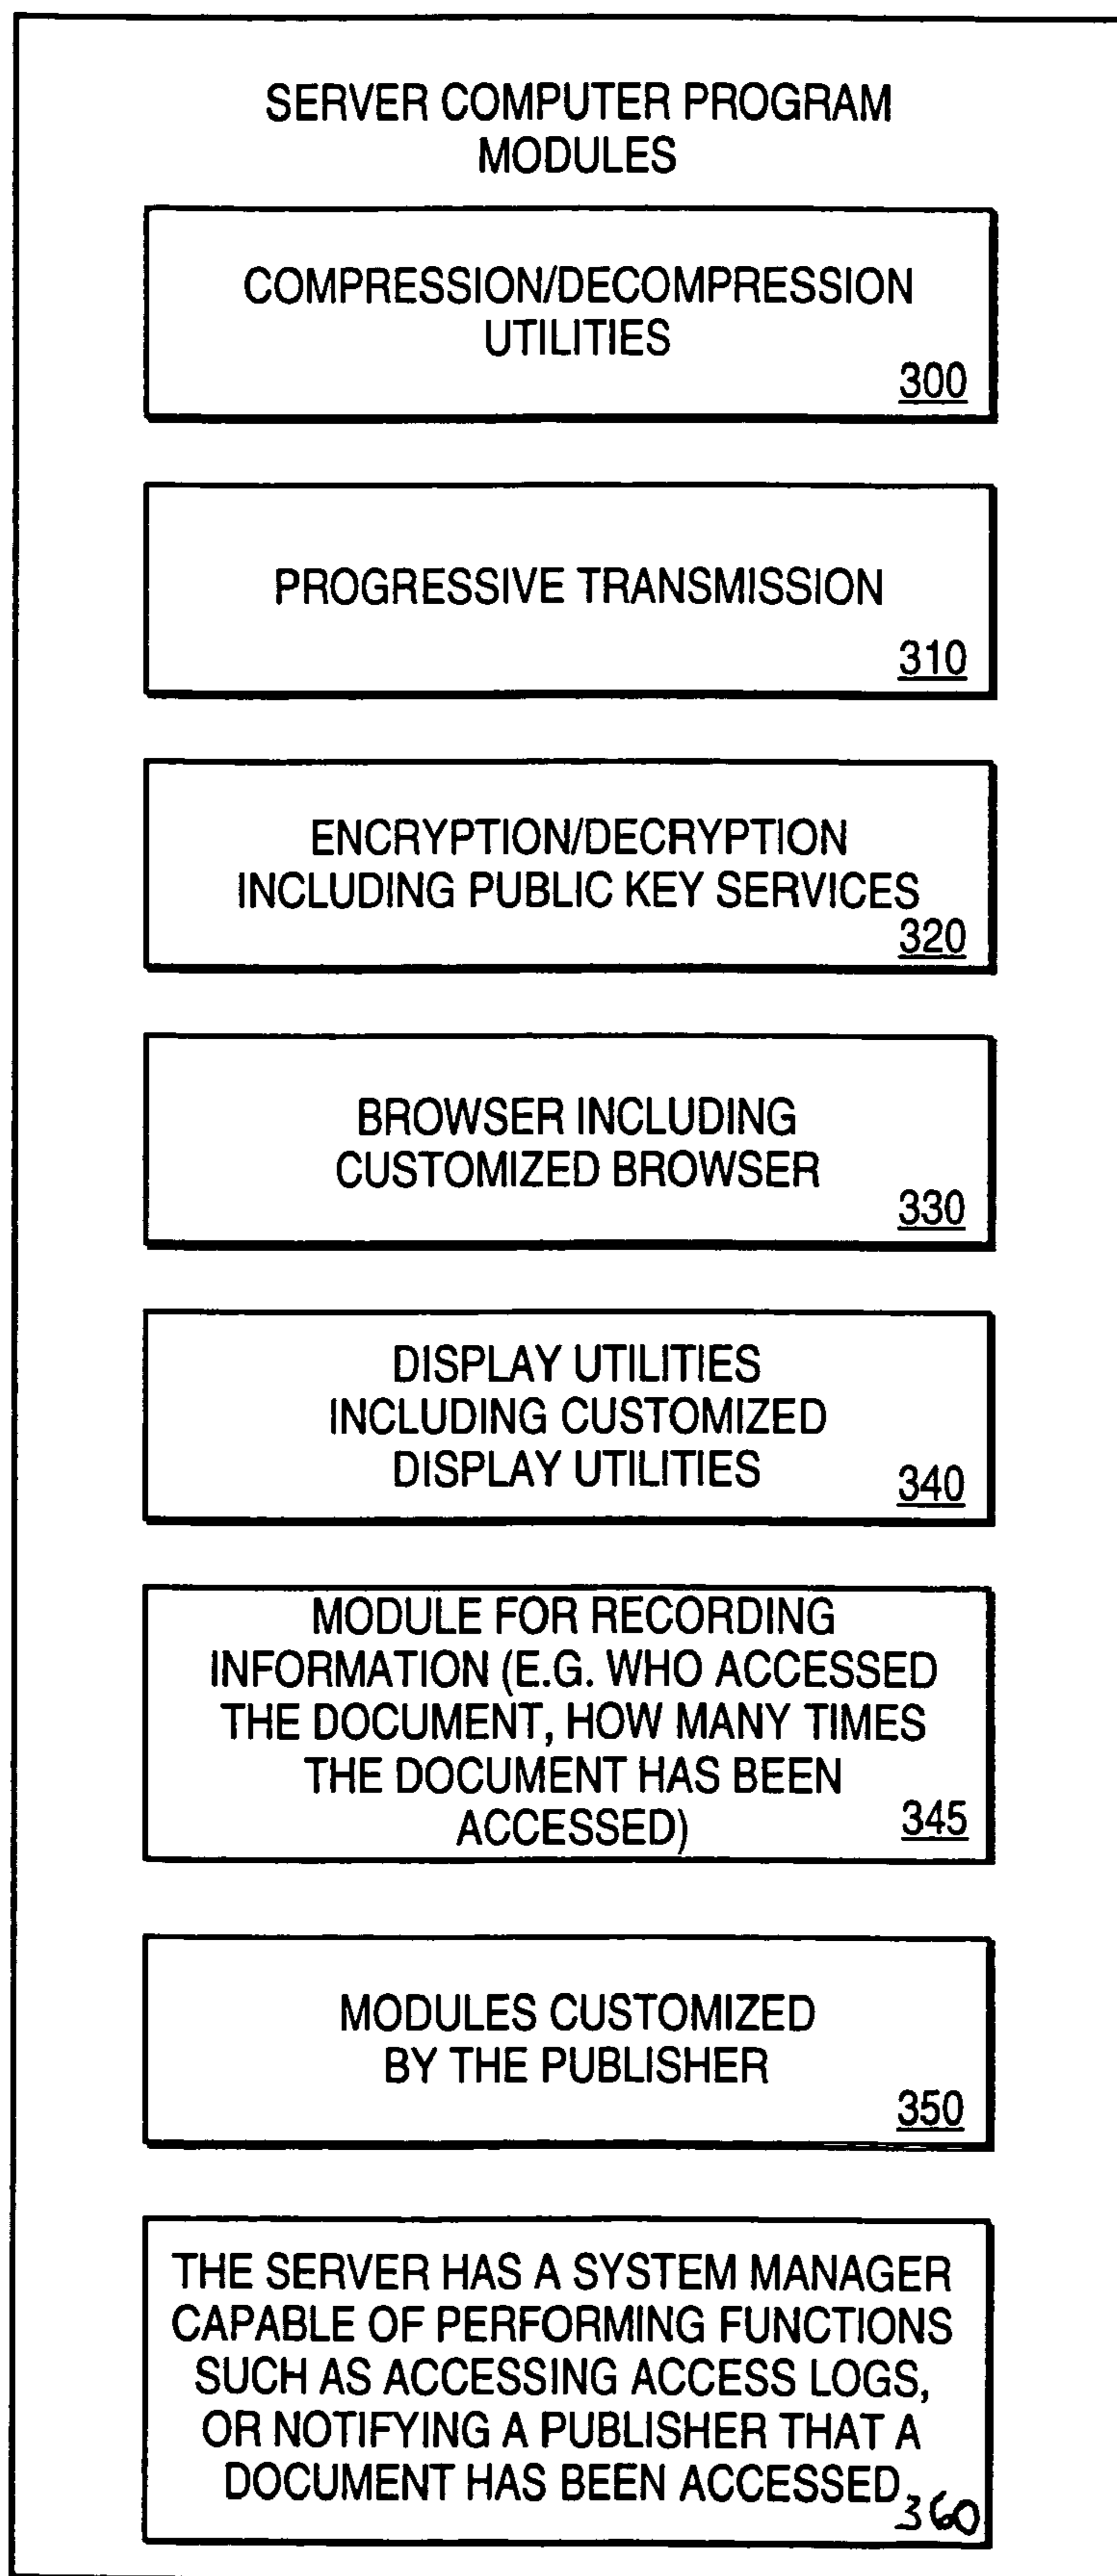 SERVER COMPUTER PROGRAM
MODULES
COMPRESSION/DECOMPRESSION
UTILITIES
300
PROGRESSIVE TRANSMISSION
310
ENCRYPTION/DECRYPTION
INCLUDING PUBLIC KEY SERVICES
320
BROWSER INCLUDING
CUSTOMIZED BROWSER
330
DISPLAY UTILITIES
INCLUDING CUSTOMIZED
DISPLAY UTILITIES
340
MODULE FOR RECORDING
INFORMATION (E.G. WHO ACCESSED
THE DOCUMENT, HOW MANY TIMES
THE DOCUMENT HAS BEEN
ACCESSED)
345
MODULES CUSTOMIZED
BY THE PUBLISHER
350
THE SERVER HAS A SYSTEM MANAGER
CAPABLE OF PERFORMING FUNCTIONS
SUCH AS ACCESSING ACCESS LOGS,
OR NOTIFYING A PUBLISHER THAT A
DOCUMENT HAS BEEN ACCESSED
360